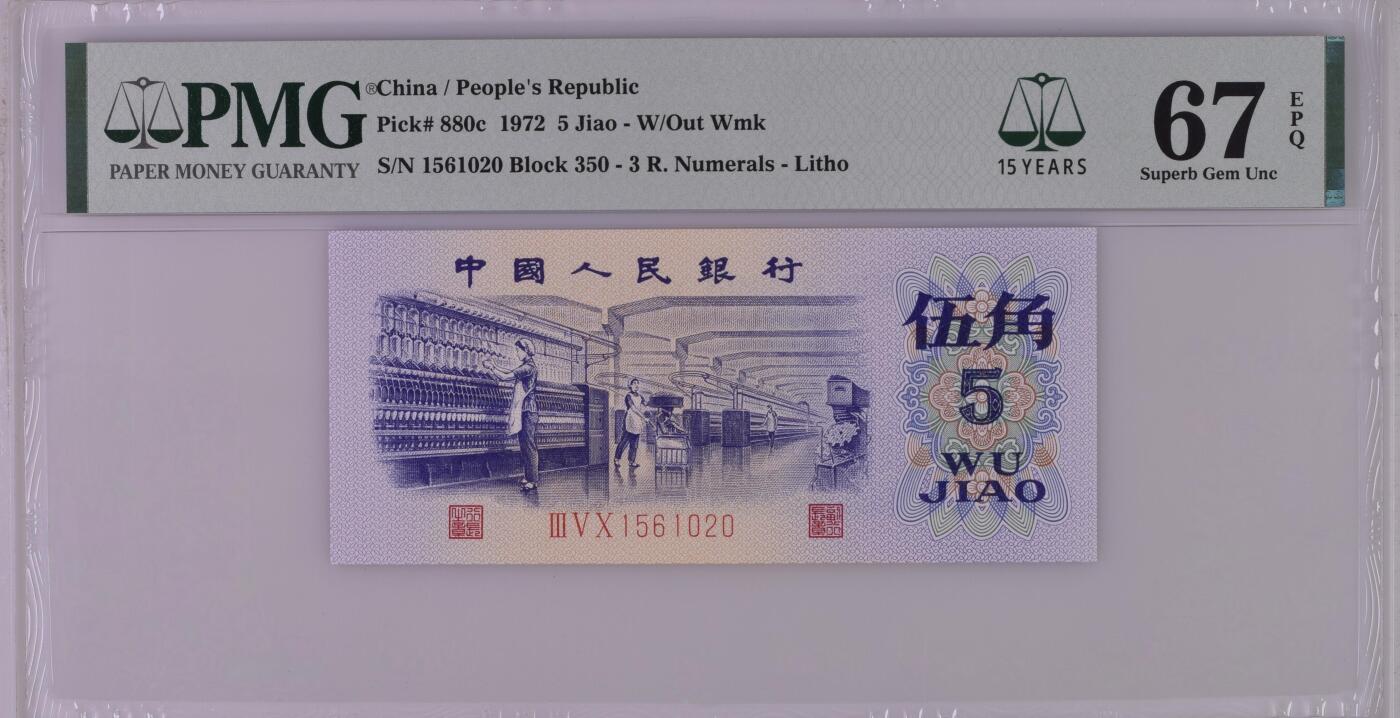 PMG®
PAPER MONEY GUARANTY
China / People's Republic
Pick# 880c 1972 5 Jiao - W/Out Wmk
S/N 1561020 Block 350 - 3 R. Numerals - Litho
15 YEARS
67
EPQ
Superb Gem Unc
中國人民銀行
伍角
5
WU
JIAO
ⅢⅤⅩ1561020